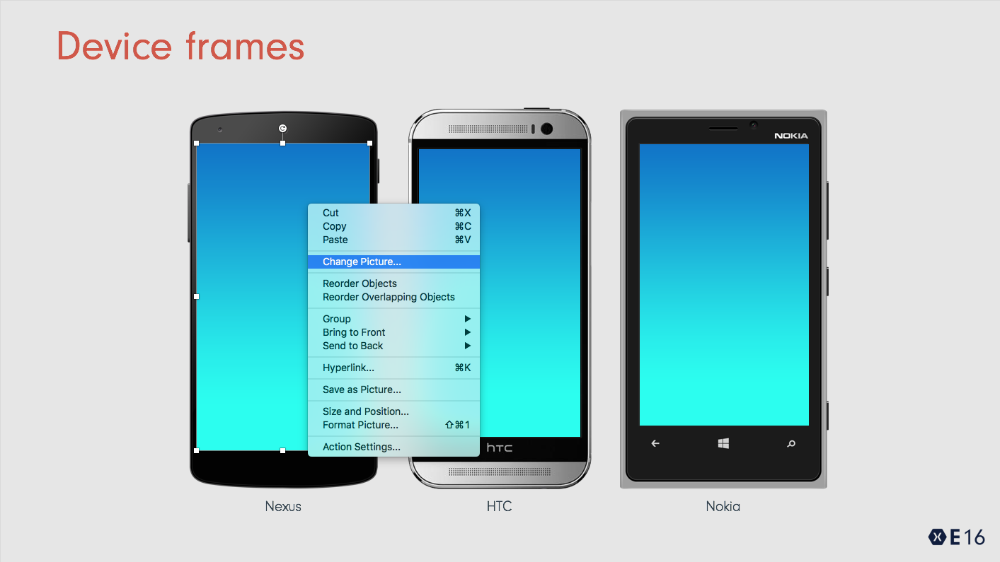 Device frames
NOKIA
Cut ⌘X
Copy ⌘C
Paste ⌘V
Change Picture...
Reorder Objects
Reorder Overlapping Objects
Group
Bring to Front
Send to Back
Hyperlink... ⌘K
Save as Picture...
Size and Position...
Format Picture... ⇧⌘1
Action Settings...
hTC
Nexus
HTC
Nokia
X E16